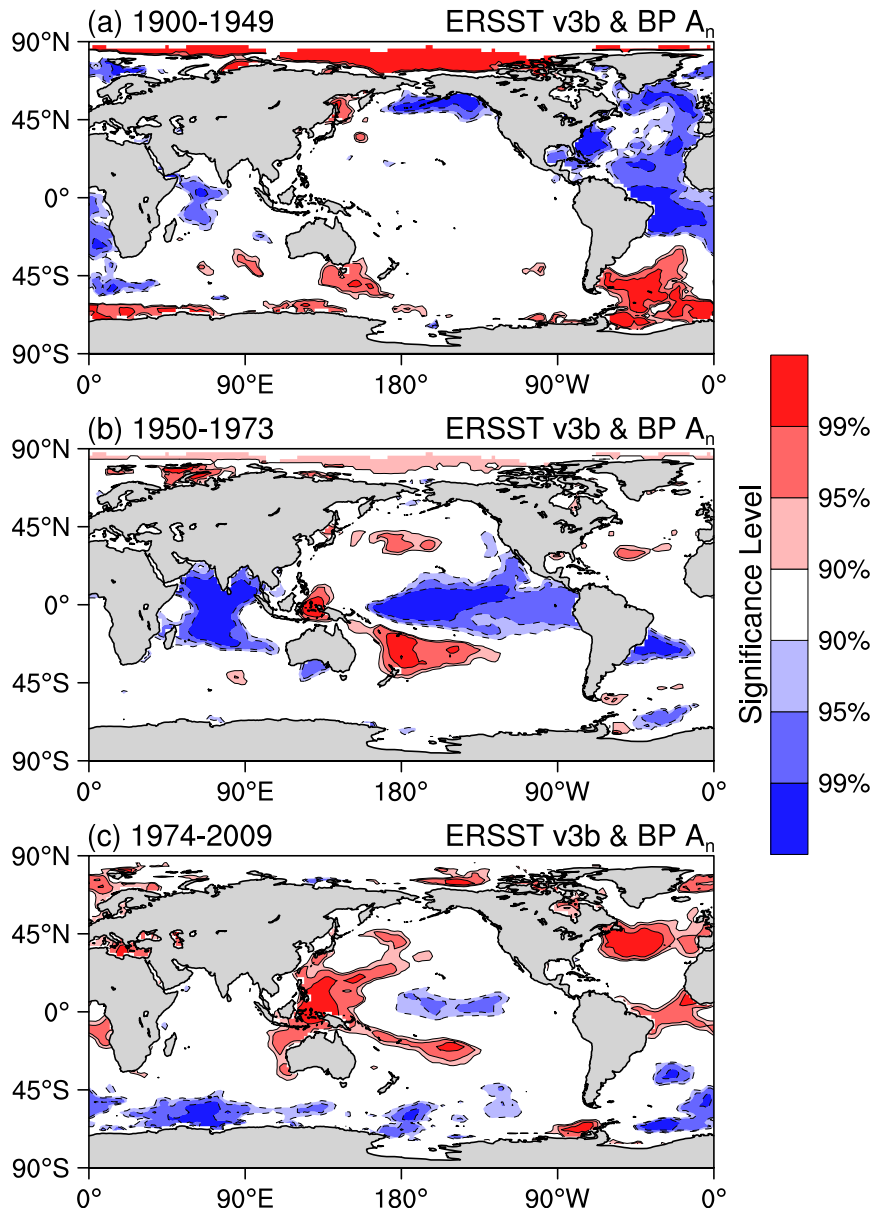 (a) 1900-1949 ERSST v3b & BP Aₙ
90°N
45°N
0°
45°S
90°S
0° 90°E 180° 90°W 0°
(b) 1950-1973 ERSST v3b & BP Aₙ
90°N
45°N
0°
45°S
90°S
0° 90°E 180° 90°W 0°
(c) 1974-2009 ERSST v3b & BP Aₙ
90°N
45°N
0°
45°S
90°S
0° 90°E 180° 90°W 0°
Significance Level
99%
95%
90%
90%
95%
99%